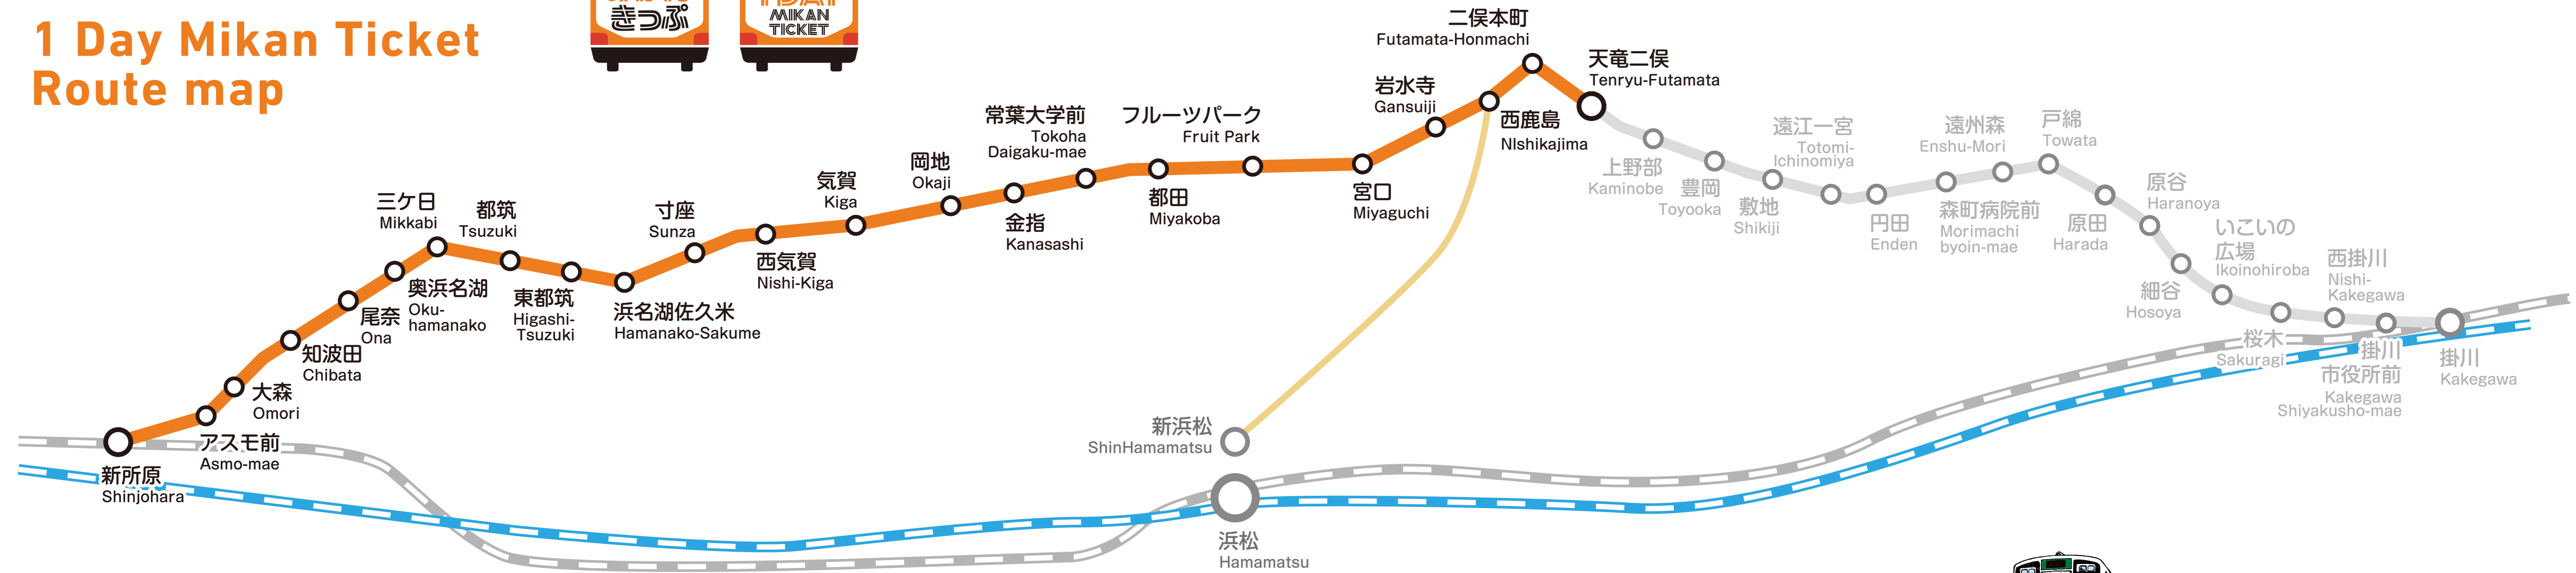 1 Day Mikan Ticket
Route map
きっぷ
1DAY
MIKAN
TICKET
新所原
Shinjohara
アスモ前
Asmo-mae
大森
Omori
知波田
Chibata
尾奈
Ona
奥浜名湖
Oku-
hamanako
三ケ日
Mikkabi
都筑
Tsuzuki
東都筑
Higashi-
Tsuzuki
浜名湖佐久米
Hamanako-Sakume
寸座
Sunza
西気賀
Nishi-Kiga
気賀
Kiga
岡地
Okaji
金指
Kanasashi
常葉大学前
Tokoha
Daigaku-mae
都田
Miyakoba
フルーツパーク
Fruit Park
宮口
Miyaguchi
岩水寺
Gansuiji
西鹿島
NIshikajima
二俣本町
Futamata-Honmachi
天竜二俣
Tenryu-Futamata
上野部
Kaminobe
豊岡
Toyooka
敷地
Shikiji
遠江一宮
Totomi-
Ichinomiya
円田
Enden
森町病院前
Morimachi
byoin-mae
遠州森
Enshu-Mori
戸綿
Towata
原田
Harada
原谷
Haranoya
細谷
Hosoya
いこいの
広場
Ikoinohiroba
桜木
Sakuragi
西掛川
Nishi-
Kakegawa
掛川
市役所前
Kakegawa
Shiyakusho-mae
掛川
Kakegawa
新浜松
ShinHamamatsu
浜松
Hamamatsu